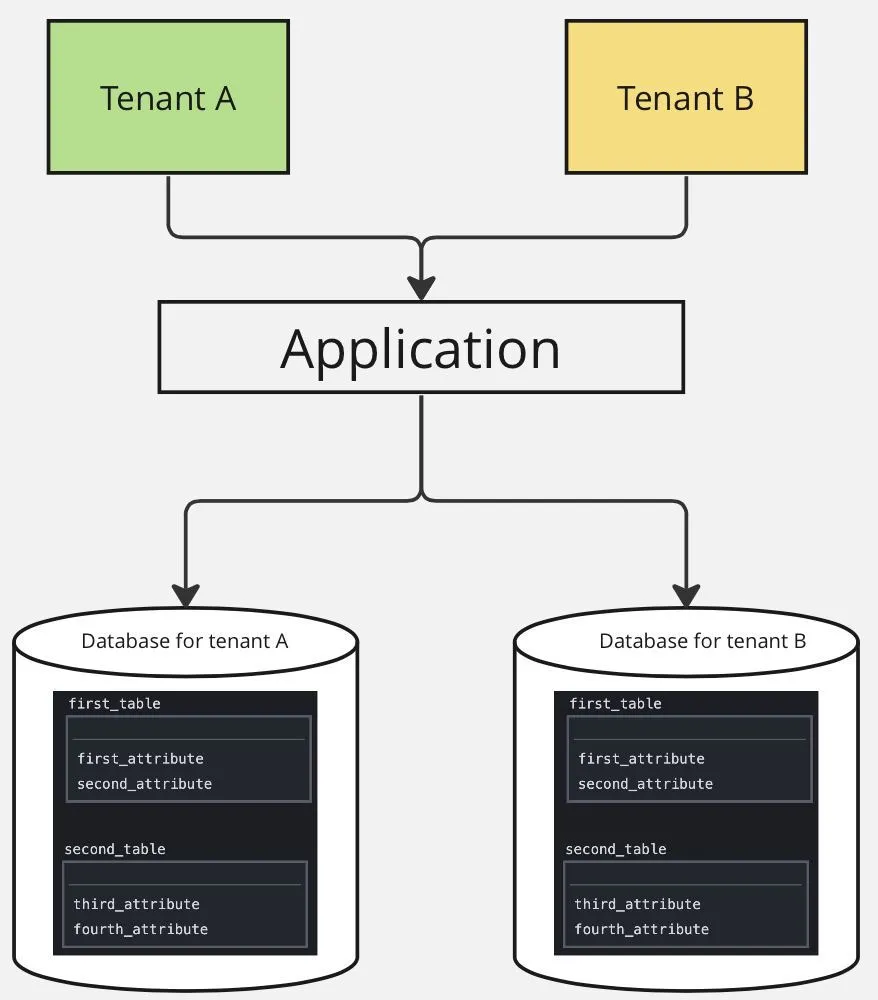 Tenant A
Tenant B
Application
Database for tenant A
Database for tenant B
first_table
first_attribute
second_attribute
second_table
third_attribute
fourth_attribute
first_table
first_attribute
second_attribute
second_table
third_attribute
fourth_attribute